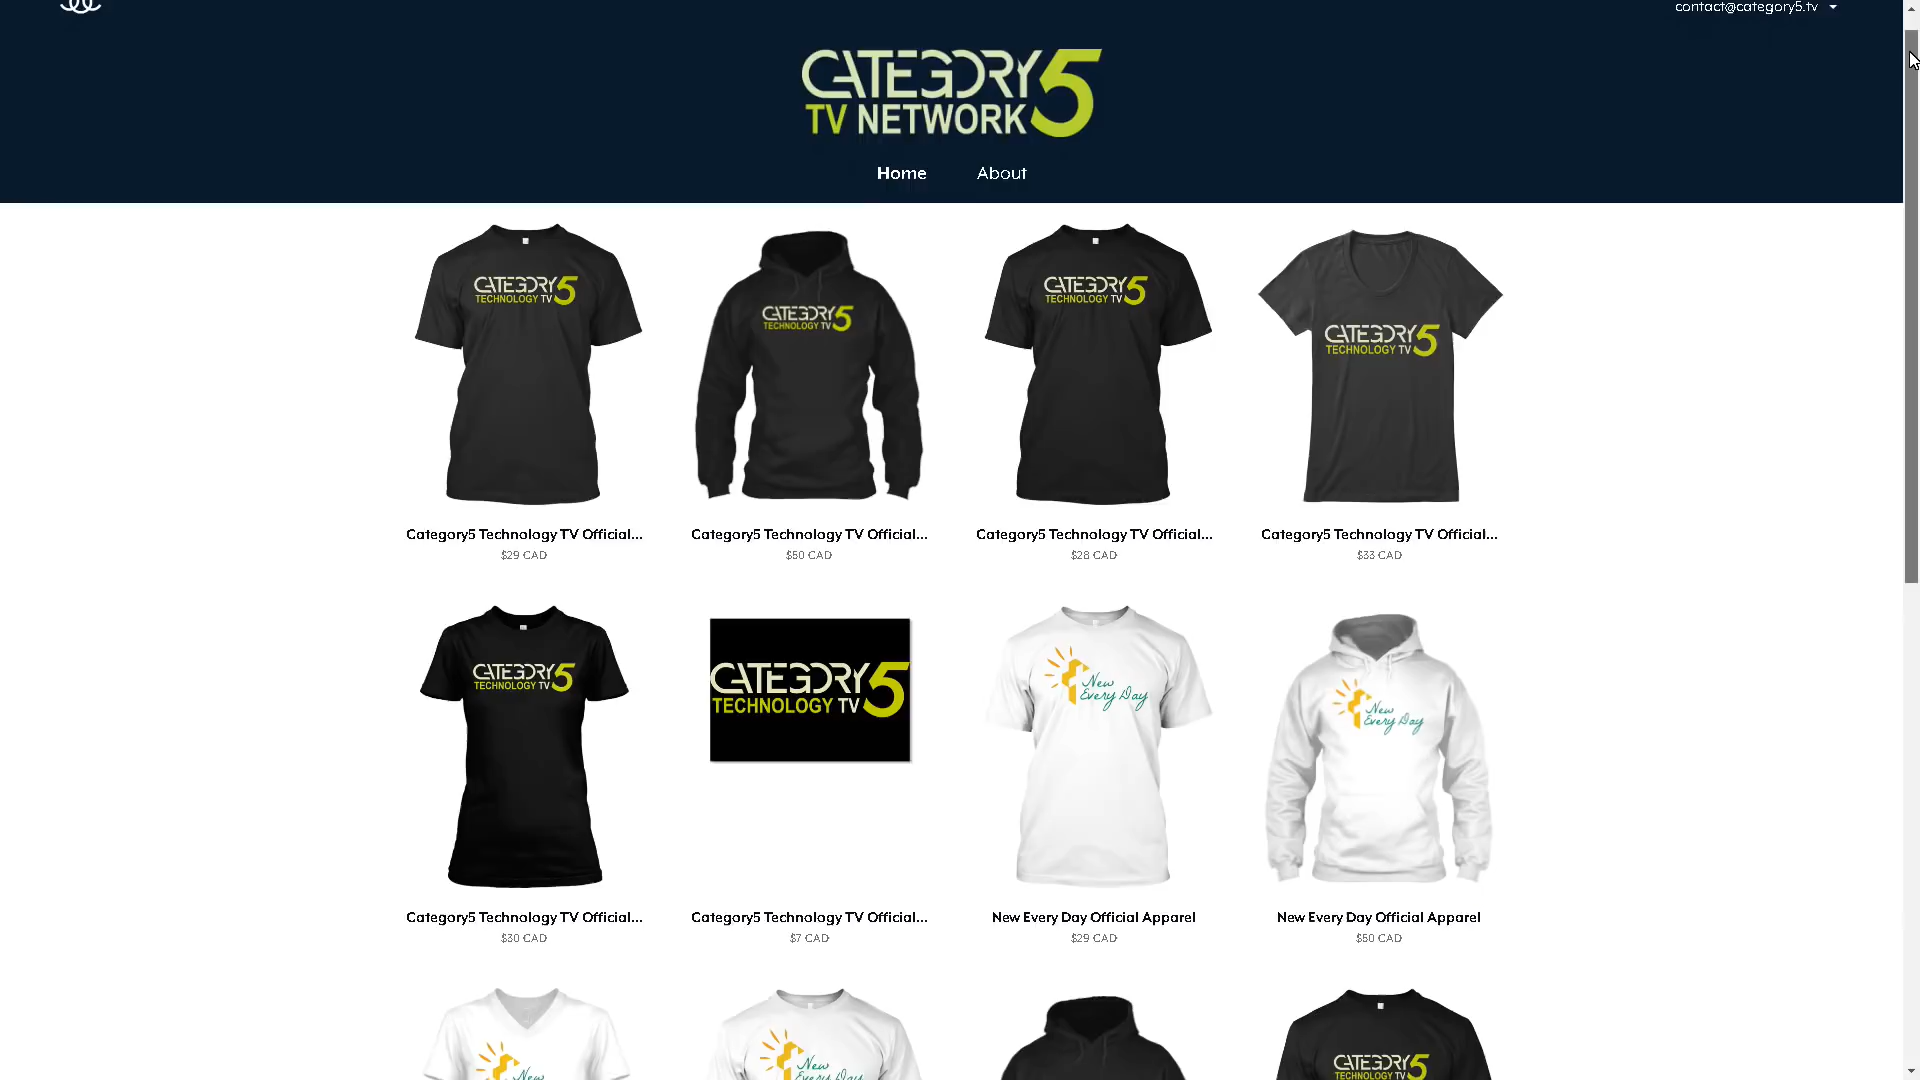 contact@category5.tv
CATEGORY5
TV NETWORK
Home About
CATEGORY5
TECHNOLOGY TV
CATEGORY5
TECHNOLOGY TV
CATEGORY5
TECHNOLOGY TV
CATEGORY5
TECHNOLOGY TV
Category5 Technology TV Official...
$29 CAD
Category5 Technology TV Official...
$50 CAD
Category5 Technology TV Official...
$28 CAD
Category5 Technology TV Official...
$33 CAD
CATEGORY5
TECHNOLOGY TV
CATEGORY5
TECHNOLOGY TV
New
Every Day
New
Every Day
Category5 Technology TV Official...
$30 CAD
Category5 Technology TV Official...
$7 CAD
New Every Day Official Apparel
$29 CAD
New Every Day Official Apparel
$50 CAD
New
New
Every Day
CATEGORY5
TECHNOLOGY TV